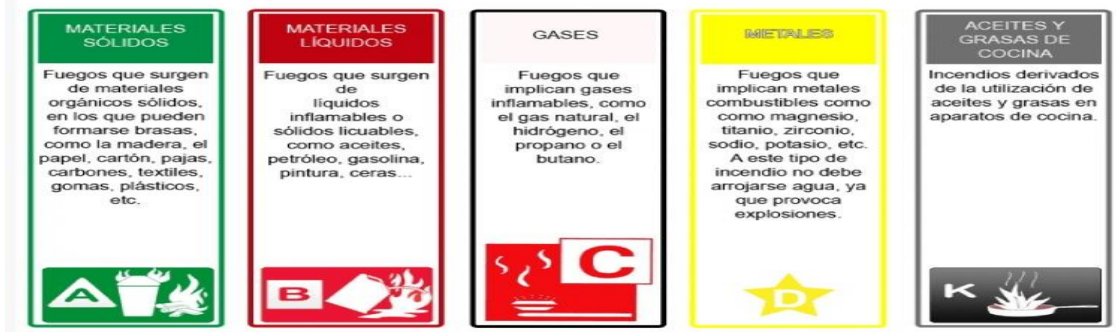 MATERIALES
SÓLIDOS
Fuegos que surgen
de materiales
orgánicos sólidos,
en los que pueden
formarse brasas,
como la madera, el
papel, cartón, pajas,
carbones, textiles,
gomas, plásticos,
etc.
A
MATERIALES
LÍQUIDOS
Fuegos que surgen
de
líquidos
inflamables o
sólidos licuables,
como aceites,
petróleo, gasolina,
pintura, ceras...
B
GASES
Fuegos que
implican gases
inflamables, como
el gas natural, el
hidrógeno, el
propano o el
butano.
C
METALES
Fuegos que
implican metales
combustibles como
como magnesio,
titanio, zirconio,
sodio, potasio, etc.
A este tipo de
incendio no debe
arrojarse agua, ya
que provoca
explosiones.
D
ACEITES Y
GRASAS DE
COCINA
Incendios derivados
de la utilización de
aceites y grasas en
aparatos de cocina.
K